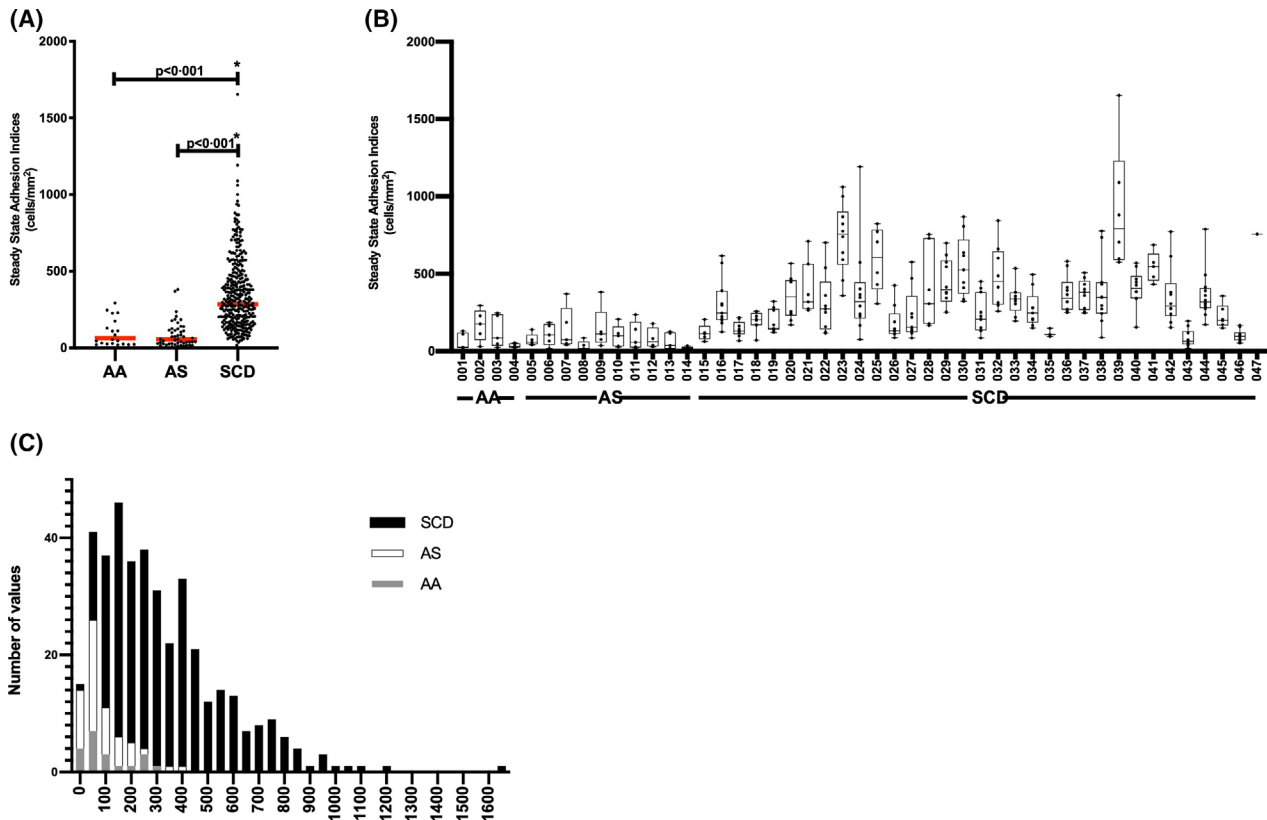 (A)
2000
1500
1000
500
0
Steady State Adhesion Indices
(cells/mm²)
p<0·001
*
p<0·001
*
AA AS SCD
(B)
2000
1500
1000
500
0
Steady State Adhesion Indices
(cells/mm²)
001 002 003 004 005 006 007 008 009 010 011 012 013 014 015 016 017 018 019 020 021 022 023 024 025 026 027 028 029 030 031 032 033 034 035 036 037 038 039 040 041 042 043 044 045 046 047
AA AS SCD
(C)
40
20
0
Number of values
SCD
AS
AA
0 100 200 300 400 500 600 700 800 900 1000 1100 1200 1300 1400 1500 1600